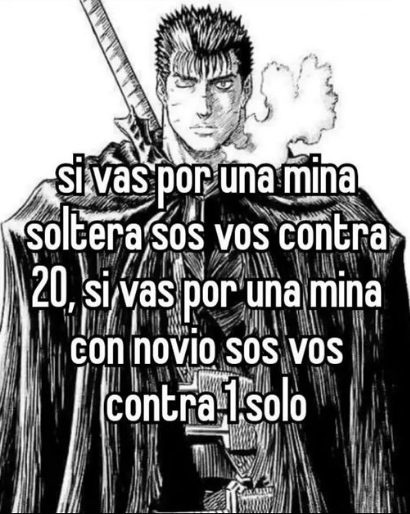 si vas por una mina
soltera sos vos contra
20, si vas por una mina
con novio sos vos
contra 1 solo